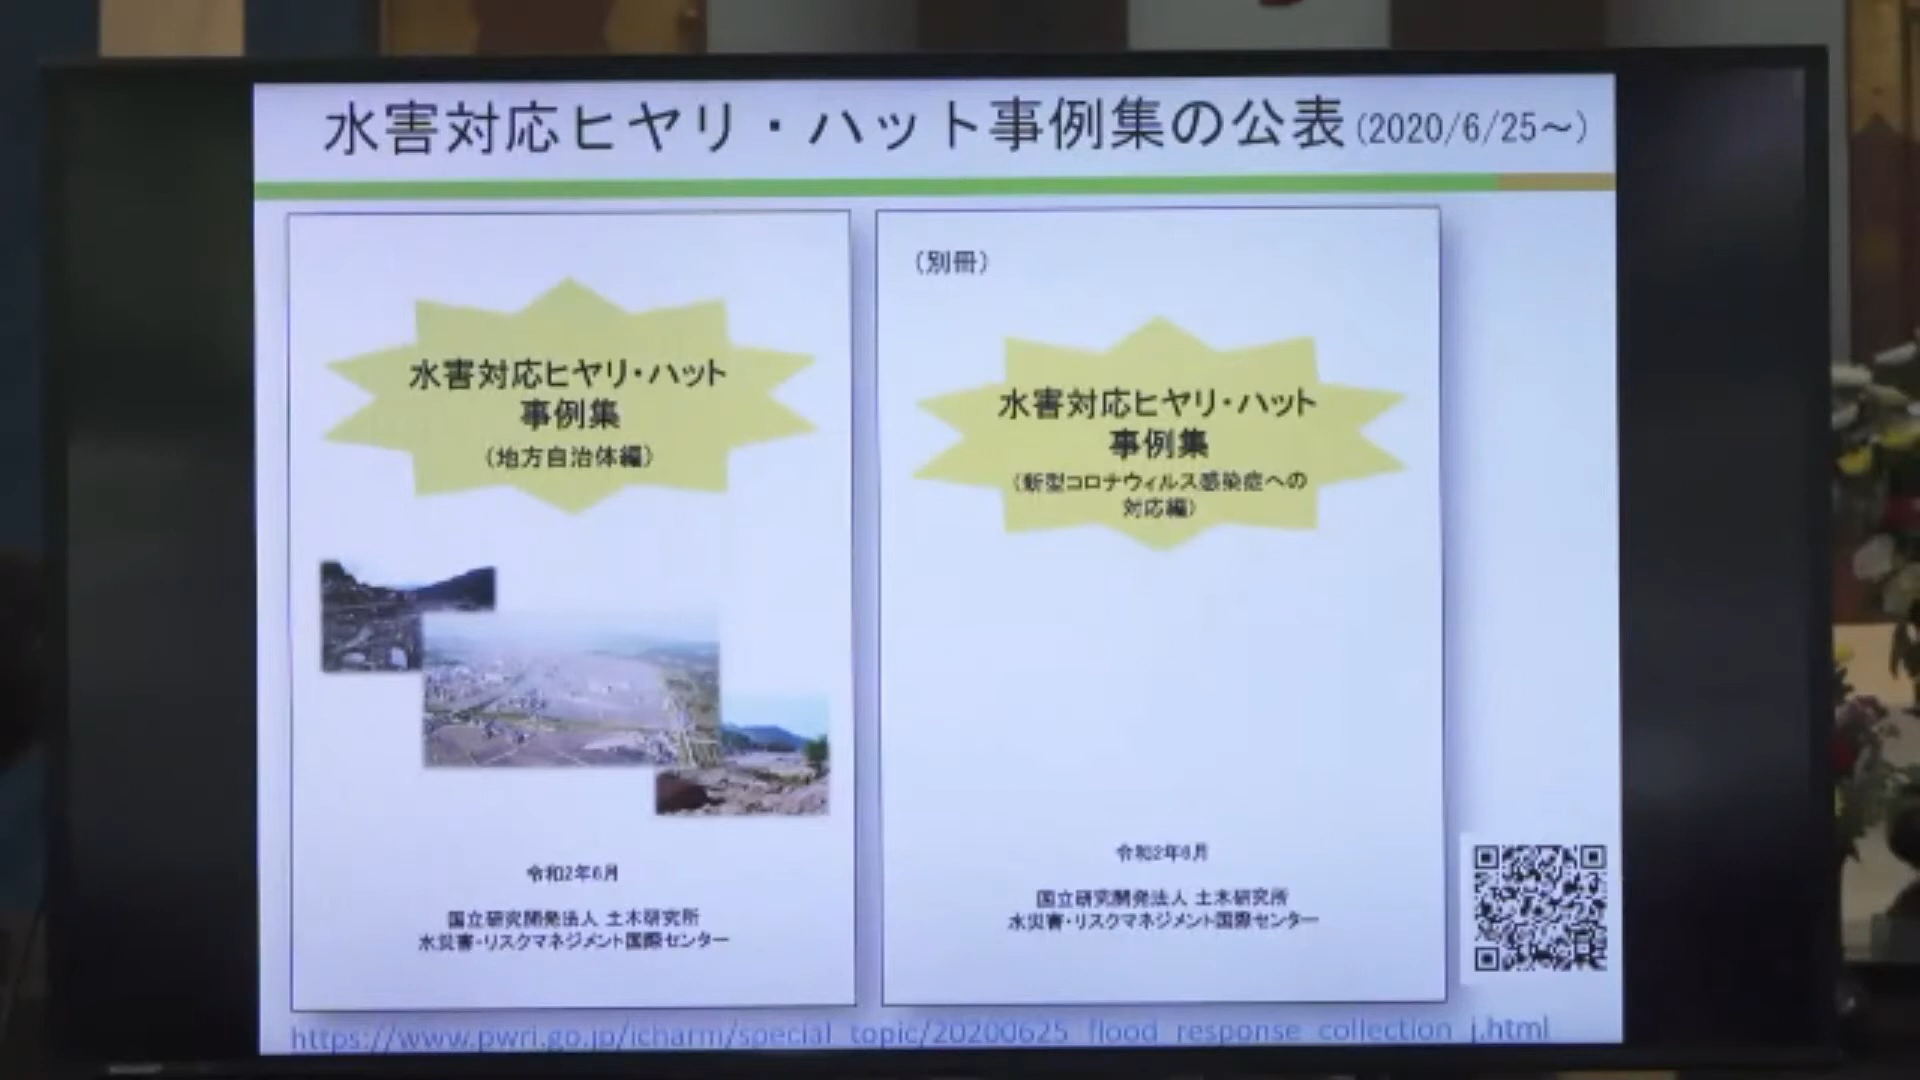 水害対応ヒヤリ・ハット事例集の公表(2020/6/25～)
水害対応ヒヤリ・ハット
事例集
（地方自治体編）
令和2年6月
国立研究開発法人 土木研究所
水災害・リスクマネジメント国際センター
（別冊）
水害対応ヒヤリ・ハット
事例集
（新型コロナウィルス感染症への
対応編）
令和2年6月
国立研究開発法人 土木研究所
水災害・リスクマネジメント国際センター
https://www.pwri.go.jp/icharm/special_topic/20200625_flood_response_collection_j.html